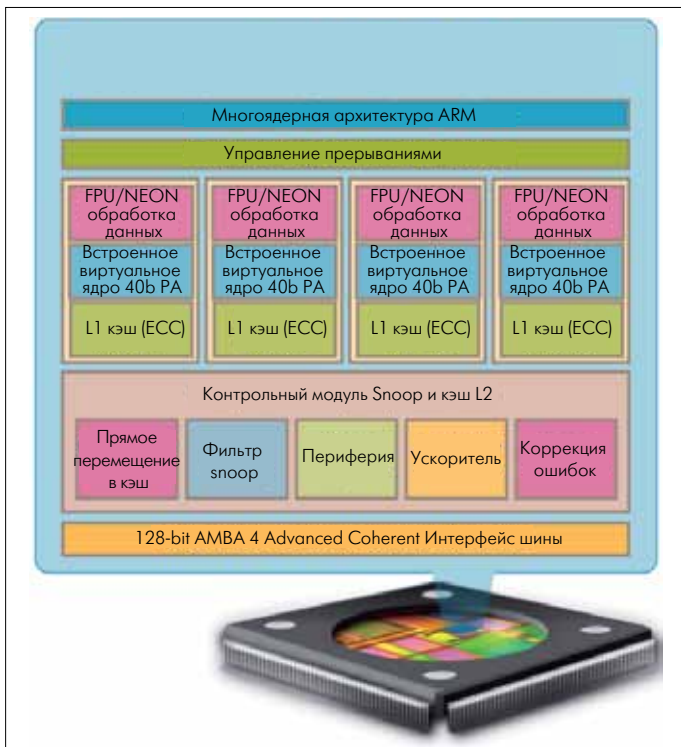 Многоядерная архитектура ARM
Управление прерываниями
FPU/NEON
обработка
данных
Встроенное
виртуальное
ядро 40b PA
L1 кэш (ECC)
FPU/NEON
обработка
данных
Встроенное
виртуальное
ядро 40b PA
L1 кэш (ECC)
FPU/NEON
обработка
данных
Встроенное
виртуальное
ядро 40b PA
L1 кэш (ECC)
FPU/NEON
обработка
данных
Встроенное
виртуальное
ядро 40b PA
L1 кэш (ECC)
Контрольный модуль Snoop и кэш L2
Прямое
перемещение
в кэш
Фильтр
snoop
Периферия
Ускоритель
Коррекция
ошибок
128-bit AMBA 4 Advanced Coherent Интерфейс шины